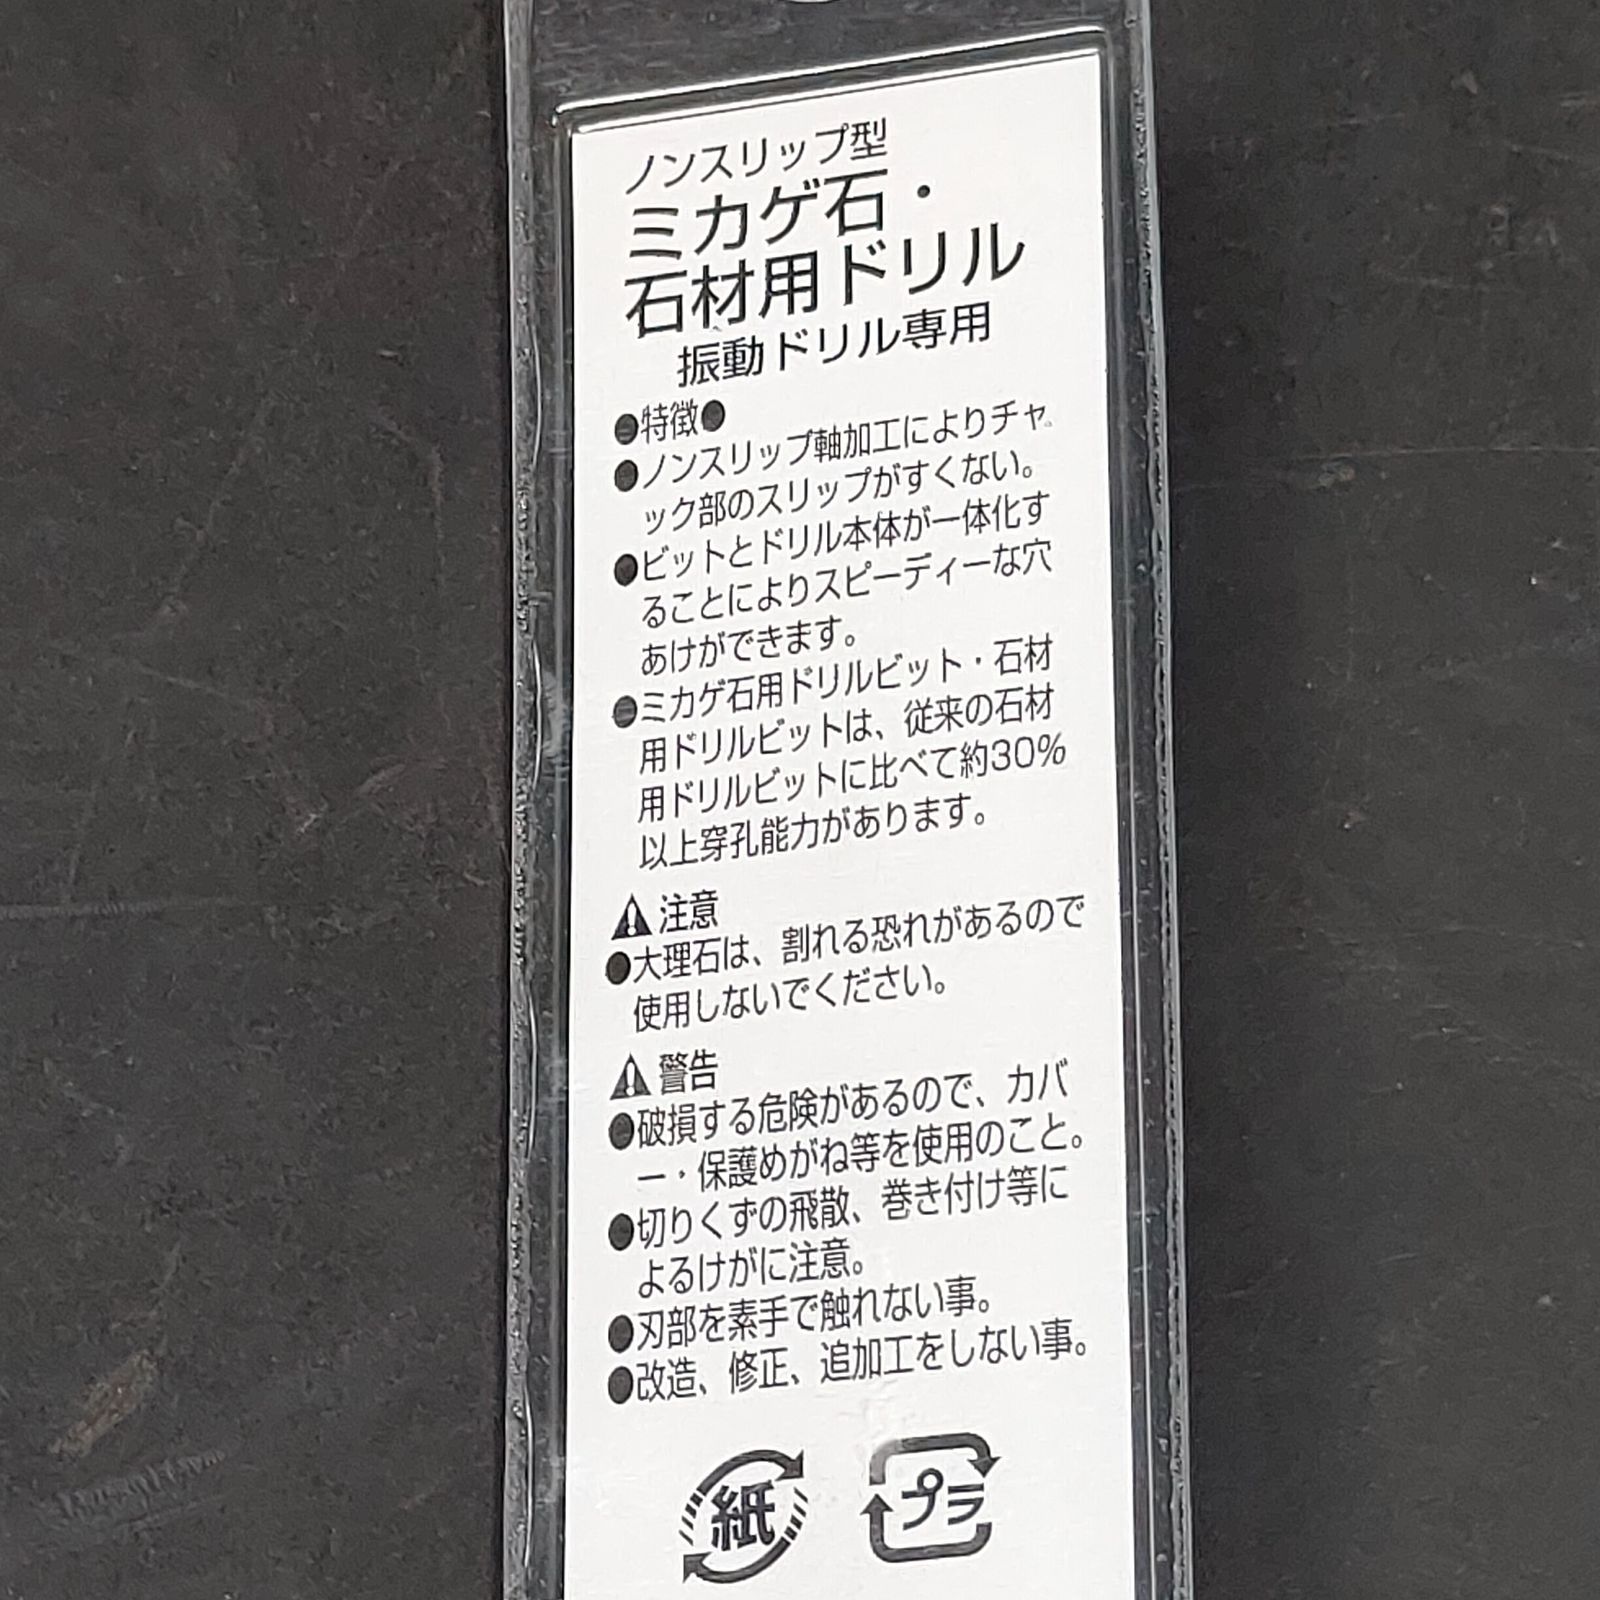 ノンスリップ型
ミカゲ石・
石材用ドリル
振動ドリル専用
●特徴●
●ノンスリップ軸加工によりチャ
ック部のスリップがすくない。
●ビットとドリル本体が一体化す
ることによりスピーディーな穴
あけができます。
●ミカゲ石用ドリルビット・石材
用ドリルビットは、従来の石材
用ドリルビットに比べて約30%
以上穿孔能力があります。
注意
●大理石は、割れる恐れがあるので
使用しないでください。
警告
●破損する危険があるので、カバ
ー・保護めがね等を使用のこと。
●切りくずの飛散、巻き付け等に
よるけがに注意。
●刃部を素手で触れない事。
●改造、修正、追加工をしない事。
紙 プラ